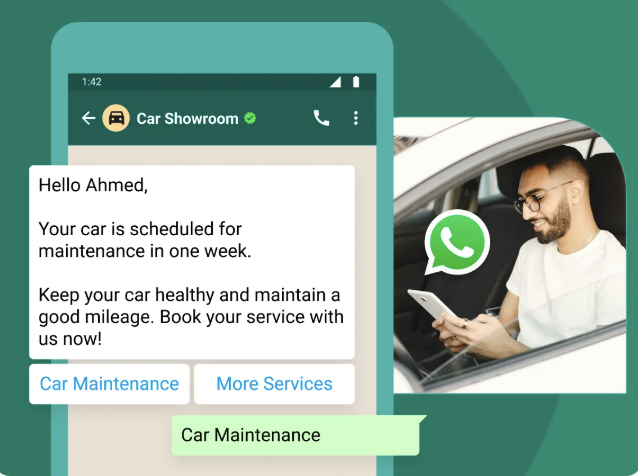 1:42
Car Showroom
Hello Ahmed,
Your car is scheduled for
maintenance in one week.
Keep your car healthy and maintain a
good mileage. Book your service with
us now!
Car Maintenance
More Services
Car Maintenance